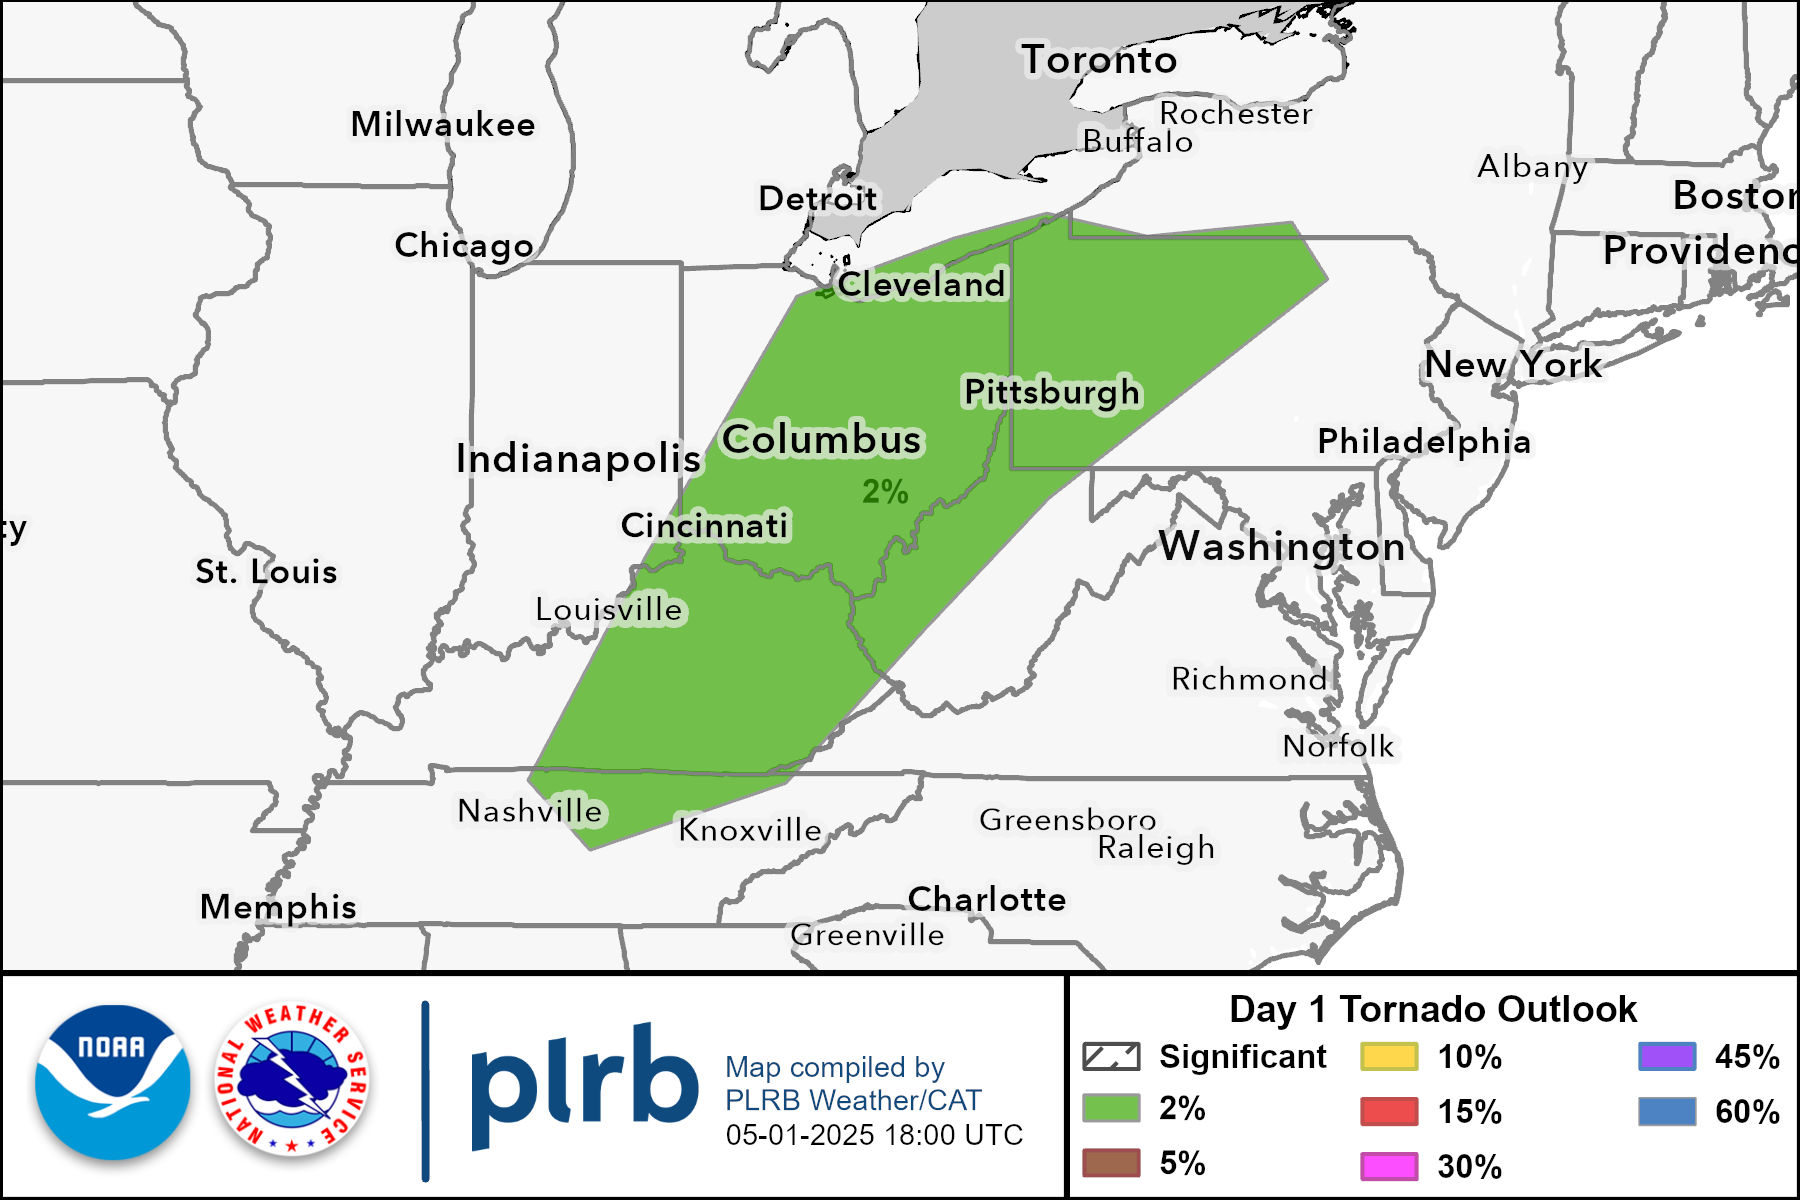 Toronto
Rochester
Milwaukee
Buffalo
Albany
Detroit
Boston
Chicago
Providenc
Cleveland
New York
Pittsburgh
Columbus
Philadelphia
Indianapolis
2%
Cincinnati
ty
Washington
St. Louis
Louisville
Richmond
Norfolk
Nashville
Knoxville
Greensboro
Raleigh
Memphis
Charlotte
Greenville
NOAA
NATIONAL WEATHER SERVICE
plrb
Map compiled by
PLRB Weather/CAT
05-01-2025 18:00 UTC
Day 1 Tornado Outlook
Significant
10%
45%
2%
15%
60%
5%
30%